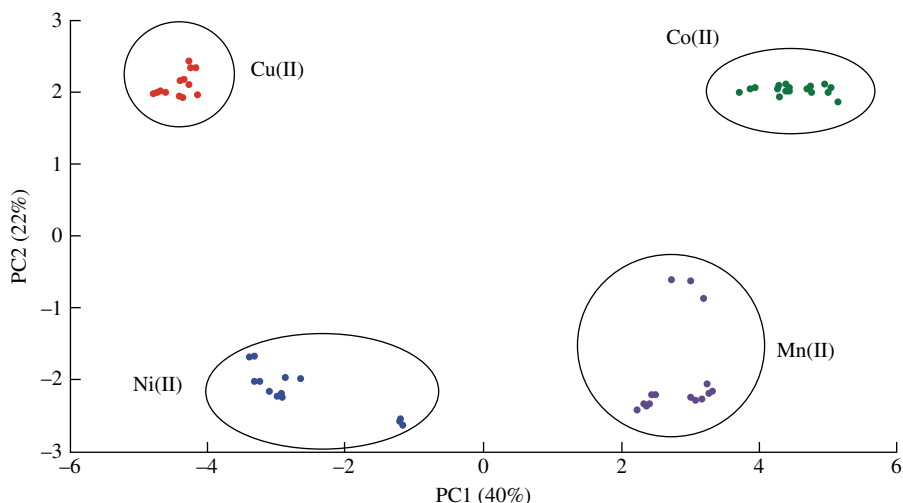 3
Co(II)
Cu(II)
2
1
0
PC2 (22%)
−1
Mn(II)
−2
Ni(II)
−3
−6
−4
−2
0
2
4
6
PC1 (40%)